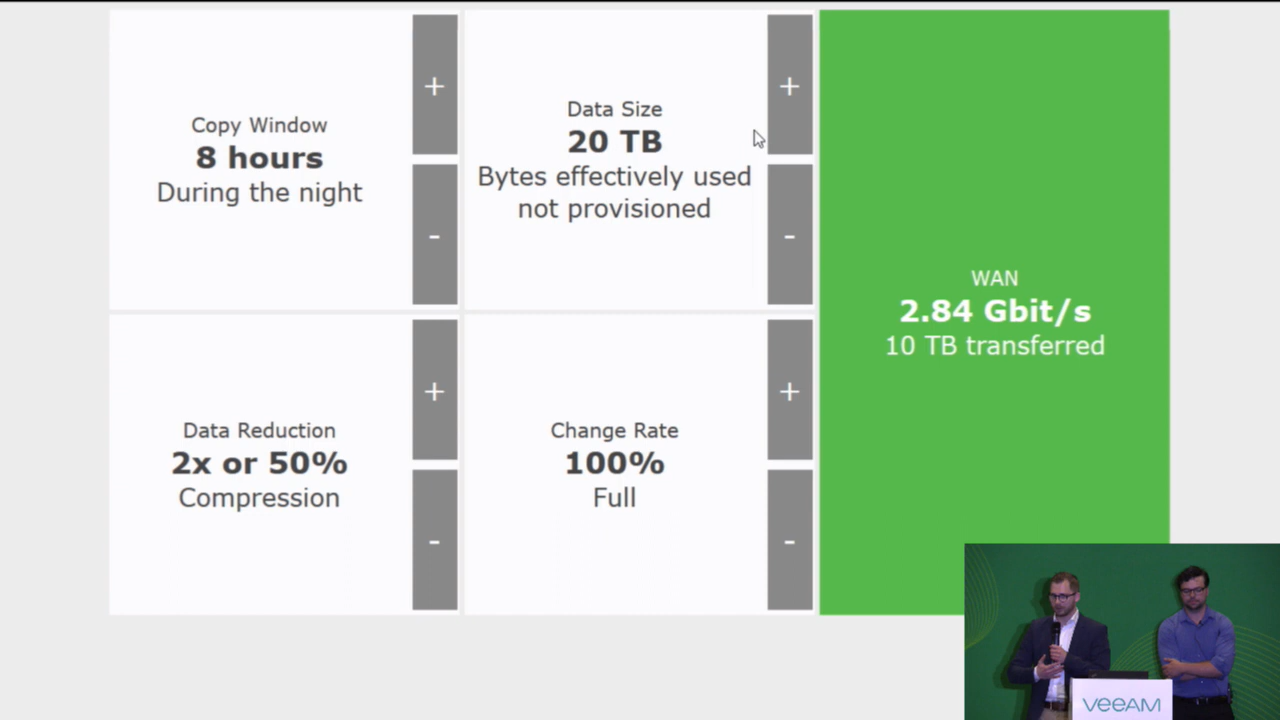 Copy Window
8 hours
During the night
+
-
Data Size
20 TB
Bytes effectively used
not provisioned
+
-
WAN
2.84 Gbit/s
10 TB transferred
Data Reduction
2x or 50%
Compression
+
-
Change Rate
100%
Full
+
-
veeAM